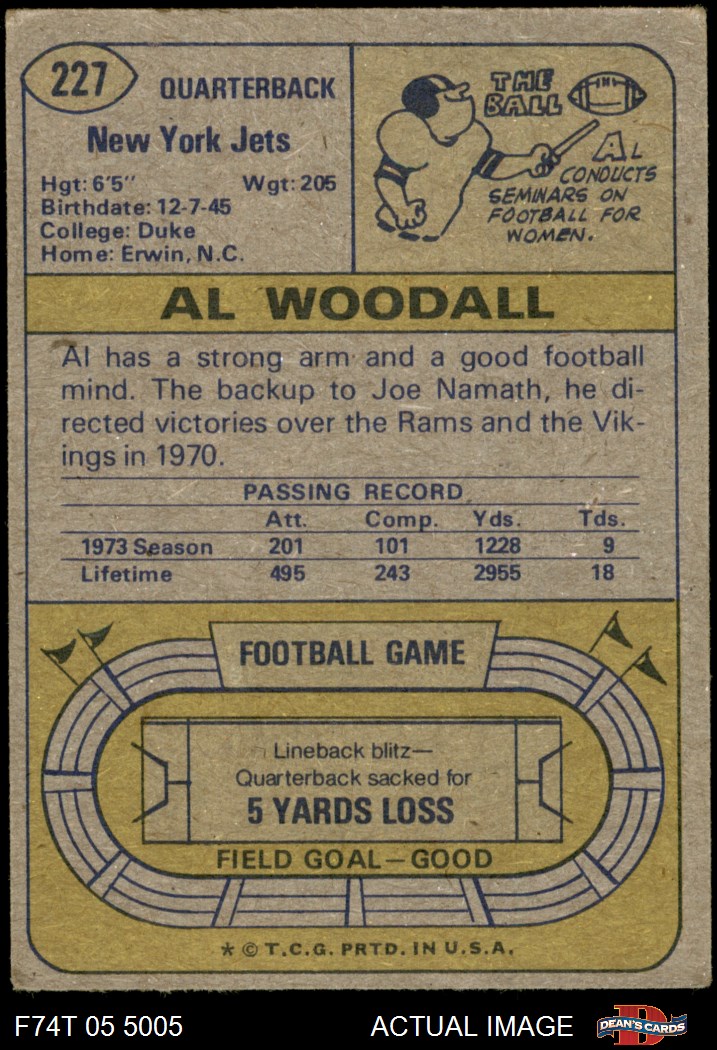 227
QUARTERBACK
New York Jets
Hgt: 6'5" Wgt: 205
Birthdate: 12-7-45
College: Duke
Home: Erwin, N.C.
THE BALL
AL
CONDUCTS
SEMINARS ON
FOOTBALL FOR
WOMEN.
AL WOODALL
Al has a strong arm and a good football
mind. The backup to Joe Namath, he di-
rected victories over the Rams and the Vik-
ings in 1970.
PASSING RECORD
Att. Comp. Yds. Tds.
1973 Season 201 101 1228 9
Lifetime 495 243 2955 18
FOOTBALL GAME
Lineback blitz—
Quarterback sacked for
5 YARDS LOSS
FIELD GOAL—GOOD
* © T.C.G. PRTD. IN U.S.A.
F74T 05 5005 ACTUAL IMAGE D DEAN'S CARDS